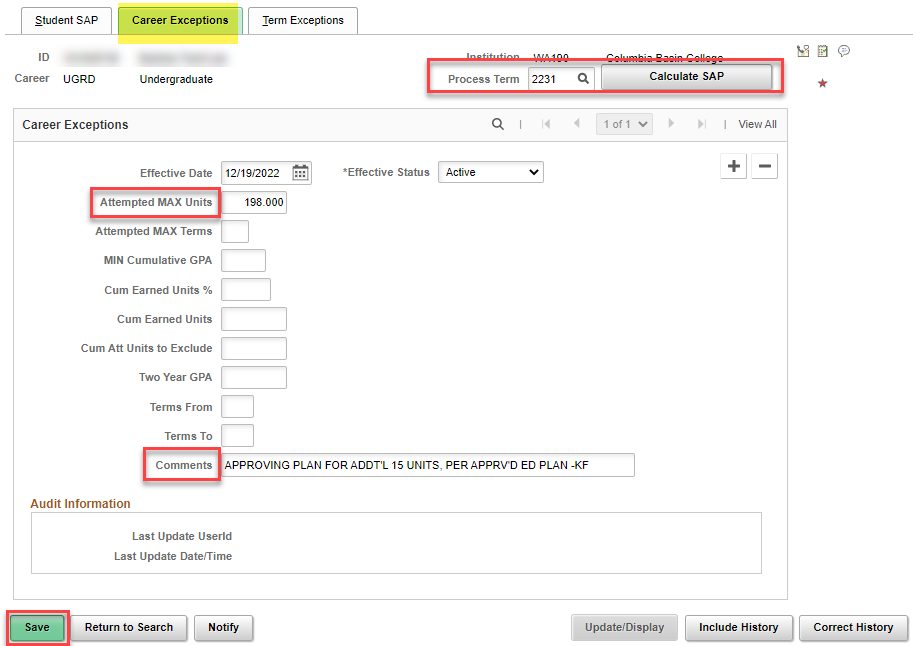 Student SAP Career Exceptions Term Exceptions
ID Institution WA190 Columbia Basin College
Career UGRD Undergraduate Process Term 2231 Calculate SAP
Career Exceptions 1 of 1 View All
Effective Date 12/19/2022 *Effective Status Active
Attempted MAX Units 198.000
Attempted MAX Terms
MIN Cumulative GPA
Cum Earned Units %
Cum Earned Units
Cum Att Units to Exclude
Two Year GPA
Terms From
Terms To
Comments APPROVING PLAN FOR ADDT'L 15 UNITS, PER APPRV'D ED PLAN -KF
Audit Information
Last Update UserId
Last Update Date/Time
Save Return to Search Notify Update/Display Include History Correct History